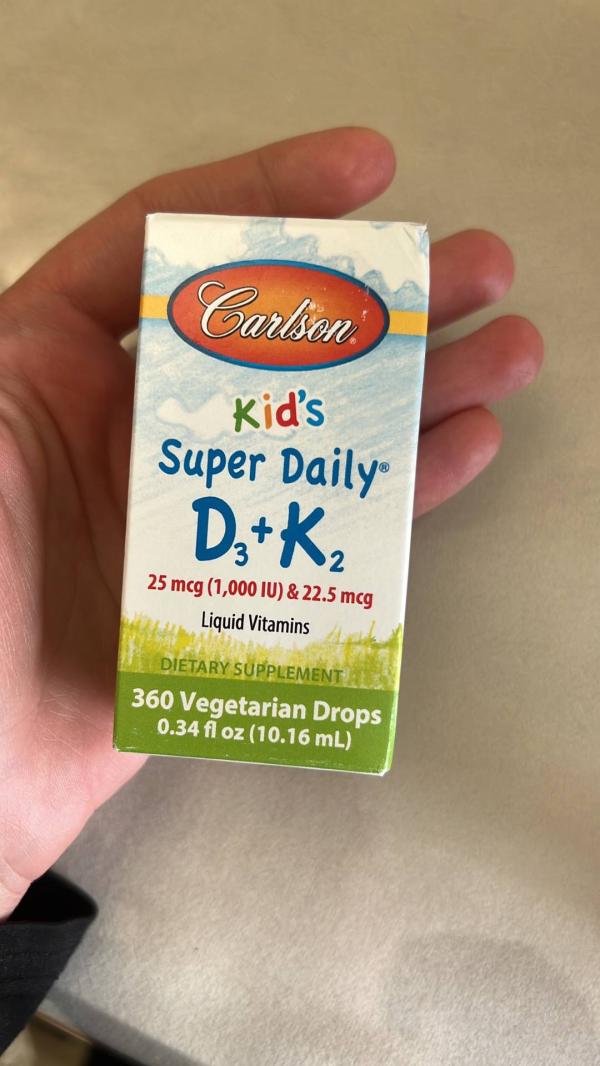 Carlson®
Kid's
Super Daily®
D3+K2
25 mcg (1,000 IU) & 22.5 mcg
Liquid Vitamins
DIETARY SUPPLEMENT
360 Vegetarian Drops
0.34 fl oz (10.16 mL)